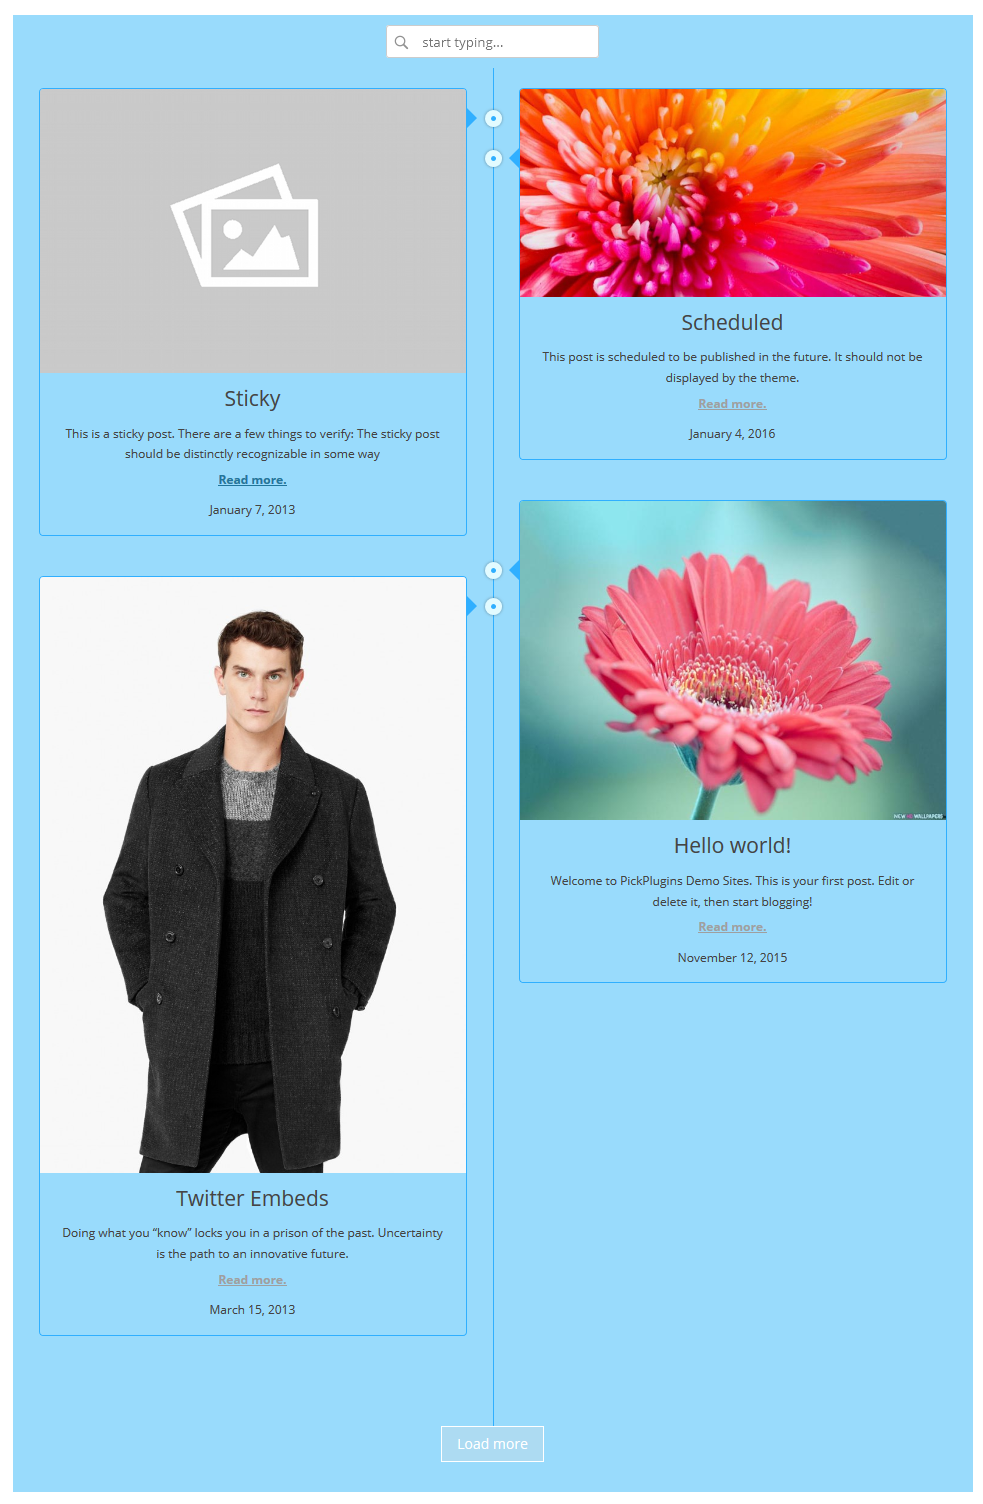 start typing...
Sticky
This is a sticky post. There are a few things to verify: The sticky post
should be distinctly recognizable in some way
Read more.
January 7, 2013
Scheduled
This post is scheduled to be published in the future. It should not be
displayed by the theme.
Read more.
January 4, 2016
NEW HD WALLPAPERS
Hello world!
Welcome to PickPlugins Demo Sites. This is your first post. Edit or
delete it, then start blogging!
Read more.
November 12, 2015
Twitter Embeds
Doing what you “know” locks you in a prison of the past. Uncertainty
is the path to an innovative future.
Read more.
March 15, 2013
Load more